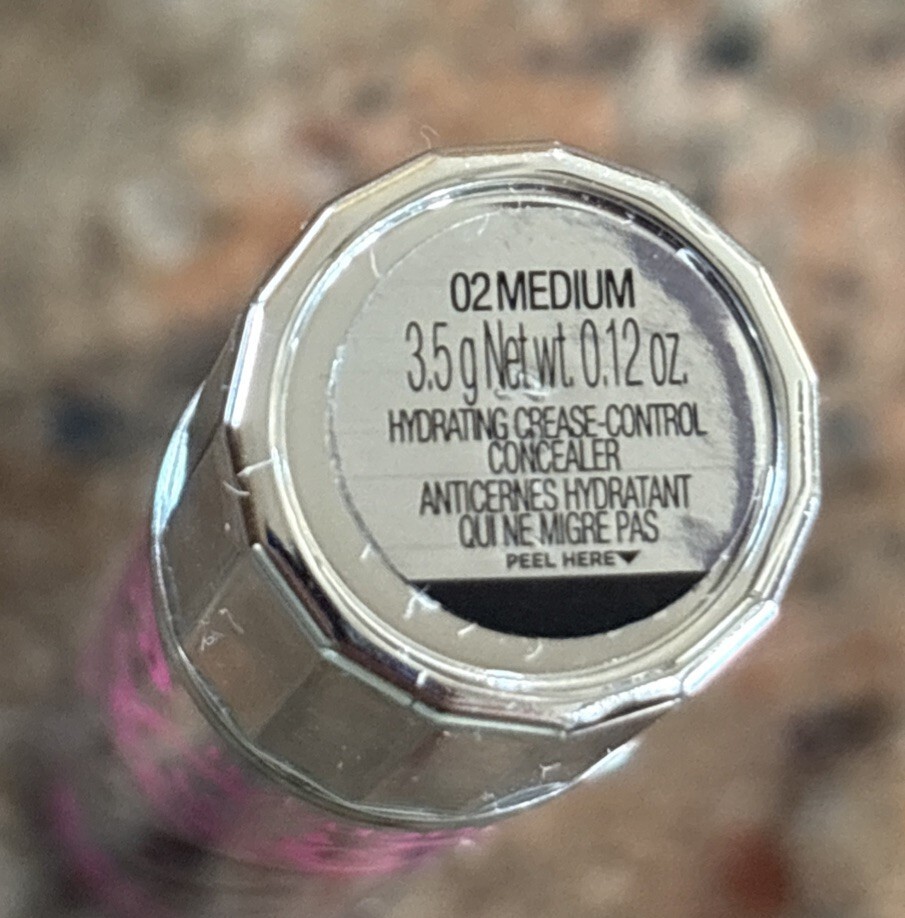 02 MEDIUM
3.5 g Net wt. 0.12 oz.
HYDRATING CREASE-CONTROL
CONCEALER
ANTICERNES HYDRATANT
QUI NE MIGRE PAS
PEEL HERE